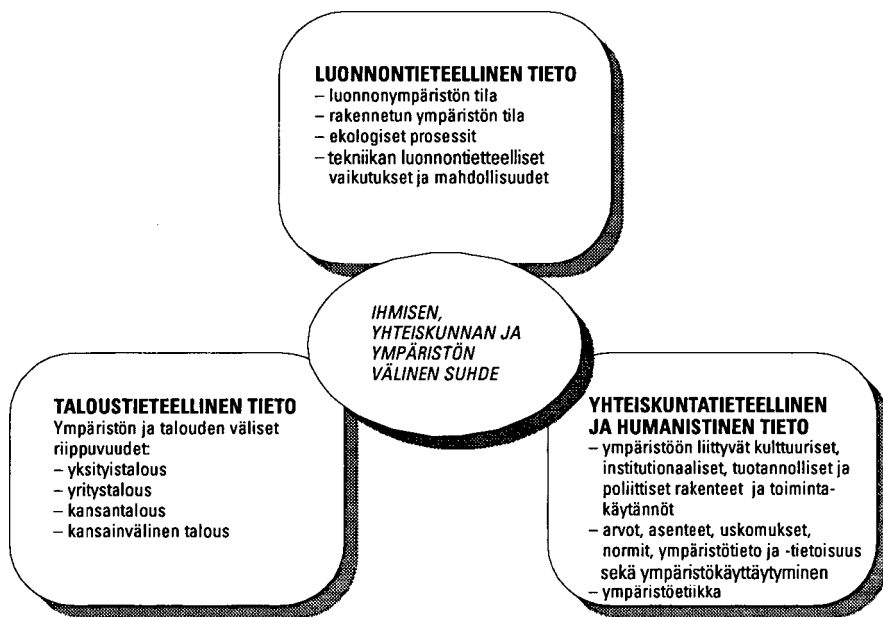 LUONNONTIETEELLINEN TIETO
– luonnonympäristön tila
– rakennetun ympäristön tila
– ekologiset prosessit
– tekniikan luonnontietteelliset
vaikutukset ja mahdollisuudet
IHMISEN,
YHTEISKUNNAN JA
YMPÄRISTÖN
VÄLINEN SUHDE
TALOUSTIETEELLINEN TIETO
Ympäristön ja talouden väliset
riippuvuudet:
– yksityistalous
– yritystalous
– kansantalous
– kansainvälinen talous
YHTEISKUNTATIETEELLINEN
JA HUMANISTINEN TIETO
– ympäristöön liittyvät kulttuuriset,
institutionaaliset, tuotannolliset ja
poliittiset rakenteet ja toiminta-
käytännöt
– arvot, asenteet, uskomukset,
normit, ympäristötieto ja -tietoisuus
sekä ympäristökäyttäytyminen
– ympäristöetiikka